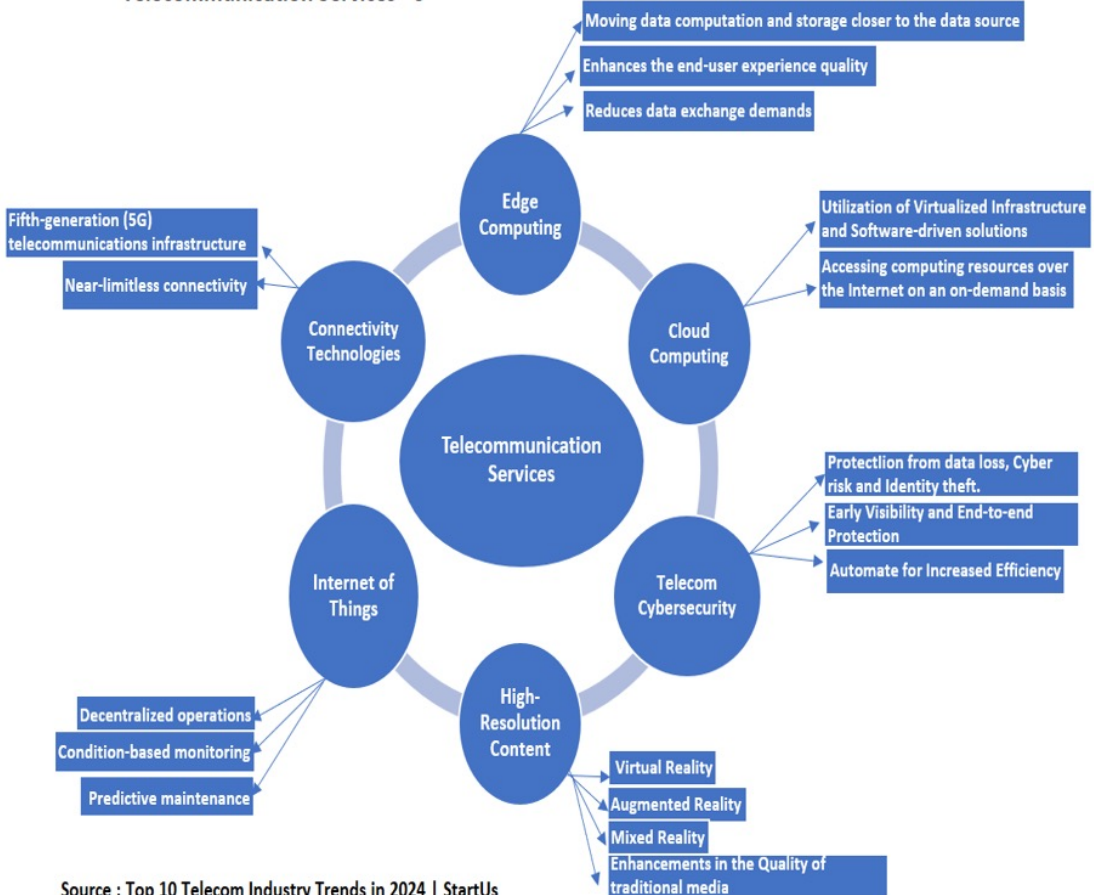 Telecommunication Services
Moving data computation and storage closer to the data source
Enhances the end-user experience quality
Reduces data exchange demands
Edge
Computing
Utilization of Virtualized Infrastructure
and Software-driven solutions
Accessing computing resources over
the Internet on an on-demand basis
Cloud
Computing
Fifth-generation (5G)
telecommunications infrastructure
Near-limitless connectivity
Connectivity
Technologies
Telecommunication
Services
Protectlion from data loss, Cyber
risk and Identity theft.
Early Visibility and End-to-end
Protection
Automate for Increased Efficiency
Telecom
Cybersecurity
Internet of
Things
Decentralized operations
Condition-based monitoring
Predictive maintenance
High-
Resolution
Content
Virtual Reality
Augmented Reality
Mixed Reality
Enhancements in the Quality of
traditional media
Source : Top 10 Telecom Industry Trends in 2024 | StartUs